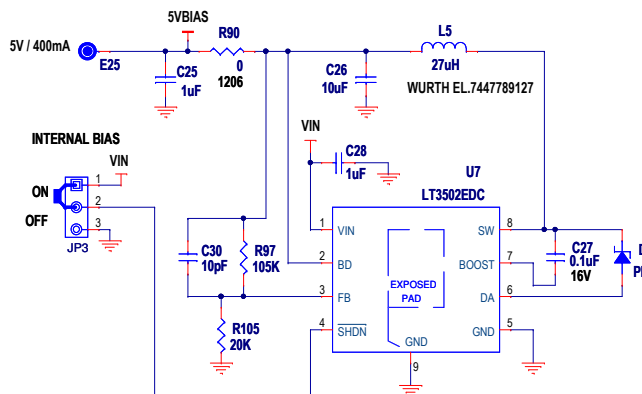 5VBIAS
5V / 400mA
E25
R90
0
1206
C25
1uF
C26
10uF
L5
27uH
WURTH EL.7447789127
INTERNAL BIAS
VIN
ON
OFF
1
2
3
JP3
VIN
C28
1uF
U7
LT3502EDC
C30
10pF
R97
105K
R105
20K
1
VIN
2
BD
3
FB
4
SHDN
EXPOSED
PAD
GND
9
SW
8
BOOST
7
DA
6
GND
5
C27
0.1uF
16V
D